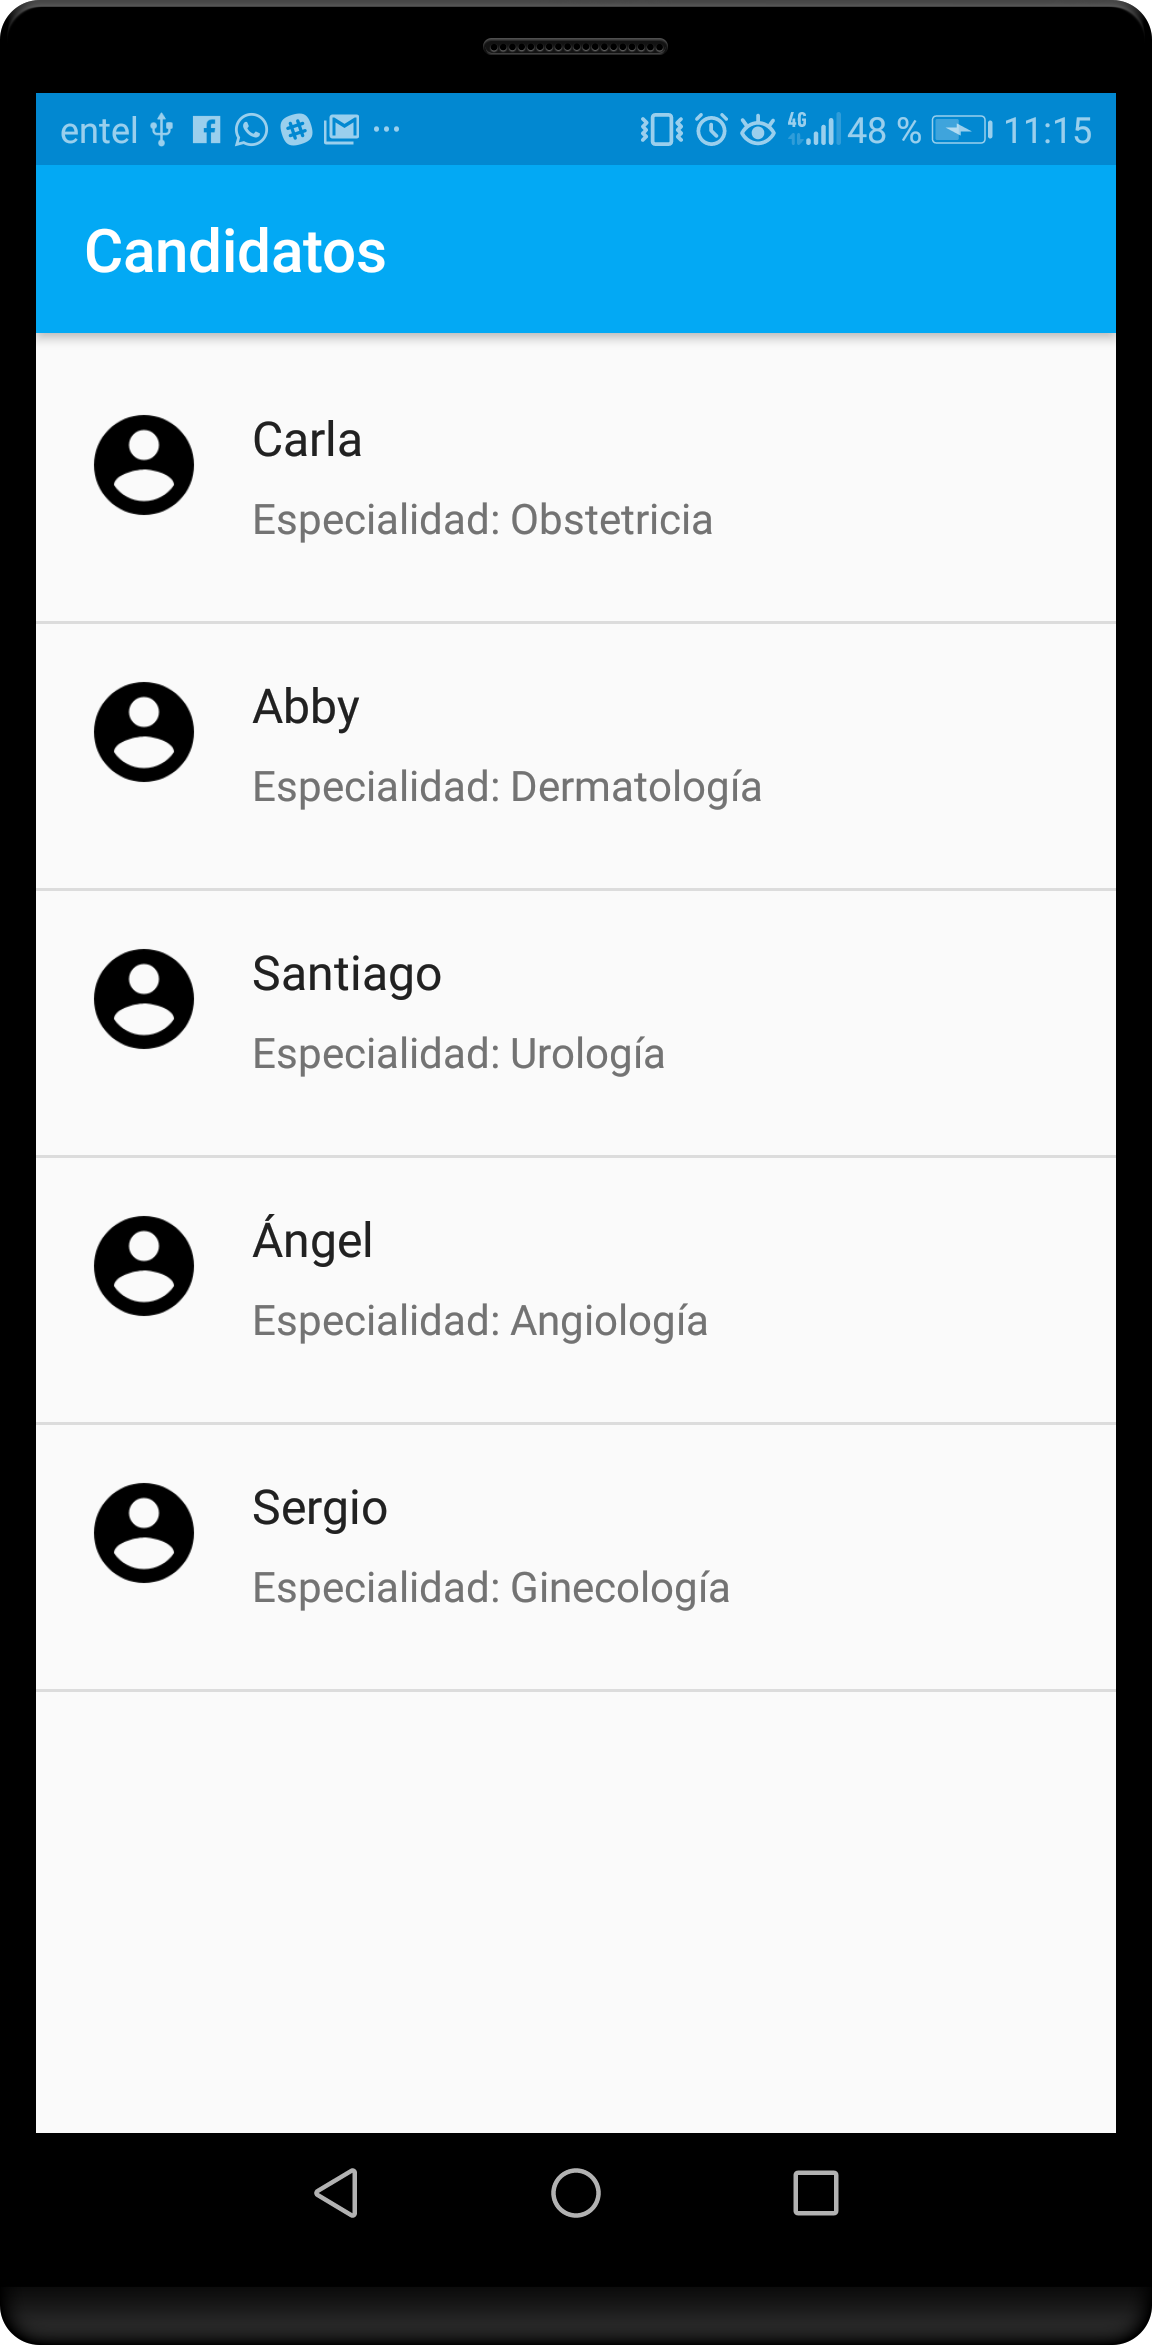 entel 4G 48 % 11:15
Candidatos
Carla
Especialidad: Obstetricia
Abby
Especialidad: Dermatología
Santiago
Especialidad: Urología
Ángel
Especialidad: Angiología
Sergio
Especialidad: Ginecología